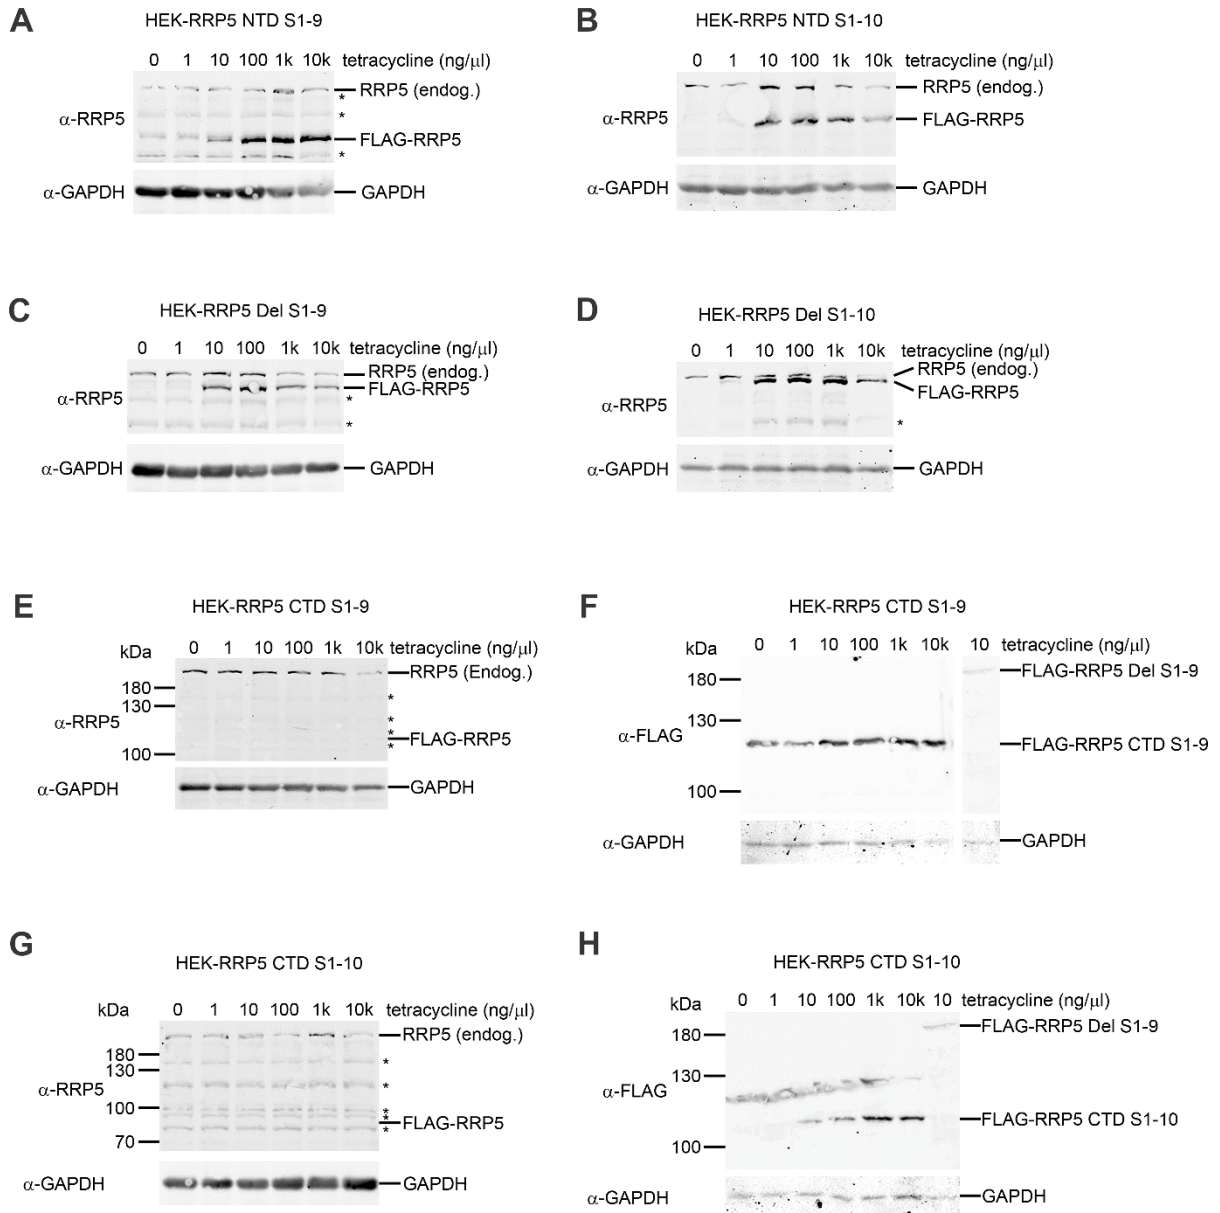 A
HEK-RRP5 NTD S1-9
0 1 10 100 1k 10k tetracycline (ng/µl)
RRP5 (endog.)
*
*
α-RRP5
FLAG-RRP5
*
α-GAPDH
GAPDH
B
HEK-RRP5 NTD S1-10
0 1 10 100 1k 10k tetracycline (ng/µl)
RRP5 (endog.)
α-RRP5
FLAG-RRP5
α-GAPDH
GAPDH
C
HEK-RRP5 Del S1-9
0 1 10 100 1k 10k tetracycline (ng/µl)
RRP5 (endog.)
FLAG-RRP5
α-RRP5
*
*
α-GAPDH
GAPDH
D
HEK-RRP5 Del S1-10
0 1 10 100 1k 10k tetracycline (ng/µl)
RRP5 (endog.)
FLAG-RRP5
α-RRP5
*
α-GAPDH
GAPDH
E
HEK-RRP5 CTD S1-9
kDa
0 1 10 100 1k 10k tetracycline (ng/µl)
RRP5 (Endog.)
180
*
130
α-RRP5
*
*
FLAG-RRP5
*
100
α-GAPDH
GAPDH
F
HEK-RRP5 CTD S1-9
0 1 10 100 1k 10k 10 tetracycline (ng/µl)
kDa
FLAG-RRP5 Del S1-9
180
130
α-FLAG
FLAG-RRP5 CTD S1-9
100
α-GAPDH
GAPDH
G
HEK-RRP5 CTD S1-10
kDa
0 1 10 100 1k 10k tetracycline (ng/µl)
RRP5 (endog.)
180
*
130
α-RRP5
*
100
*
*
FLAG-RRP5
*
70
α-GAPDH
GAPDH
H
HEK-RRP5 CTD S1-10
kDa
0 1 10 100 1k 10k 10 tetracycline (ng/µl)
FLAG-RRP5 Del S1-9
180
130
α-FLAG
FLAG-RRP5 CTD S1-10
100
α-GAPDH
GAPDH